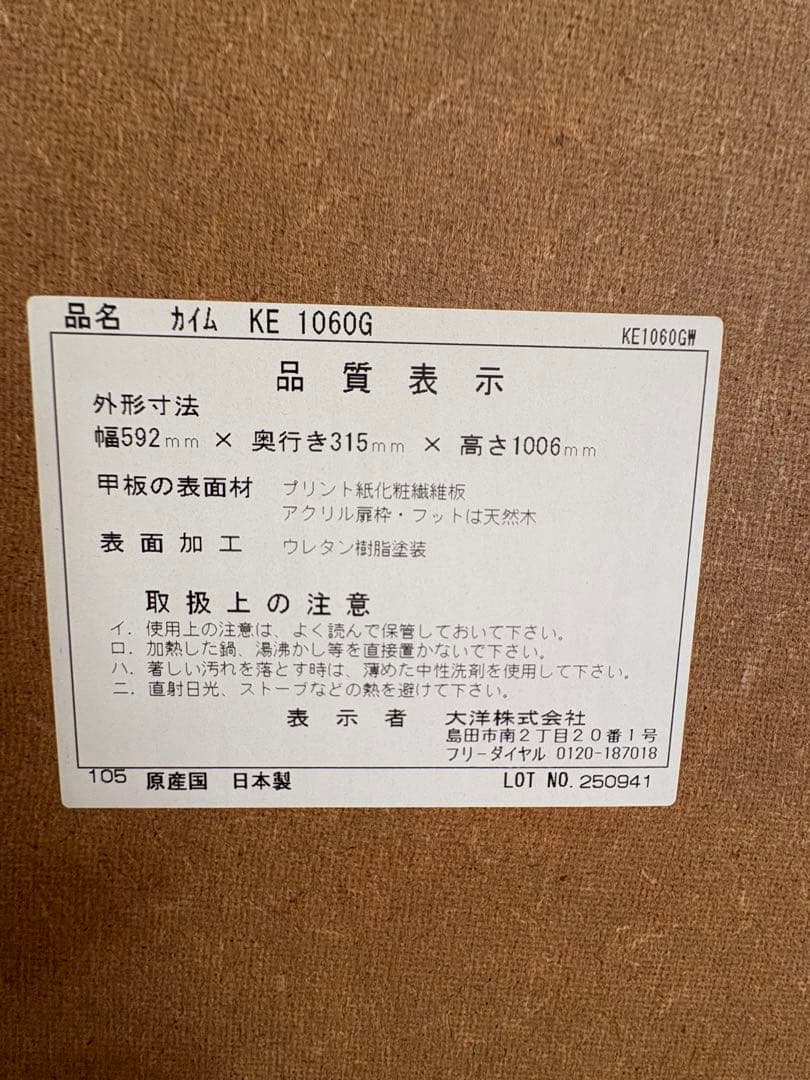 品名 カイム KE 1060G KE1060GW
品質表示
外形寸法
幅592mm × 奥行き315mm × 高さ1006mm
甲板の表面材 プリント紙化粧繊維板
アクリル扉枠・フットは天然木
表面加工 ウレタン樹脂塗装
取扱上の注意
イ. 使用上の注意は、よく読んで保管しておいて下さい。
ロ. 加熱した鍋、湯沸かし等を直接置かないで下さい。
ハ. 著しい汚れを落とす時は、薄めた中性洗剤を使用して下さい。
ニ. 直射日光、ストーブなどの熱を避けて下さい。
表示者 大洋株式会社
島田市南2丁目20番1号
フリーダイヤル 0120-187018
105 原産国 日本製 LOT NO. 250941